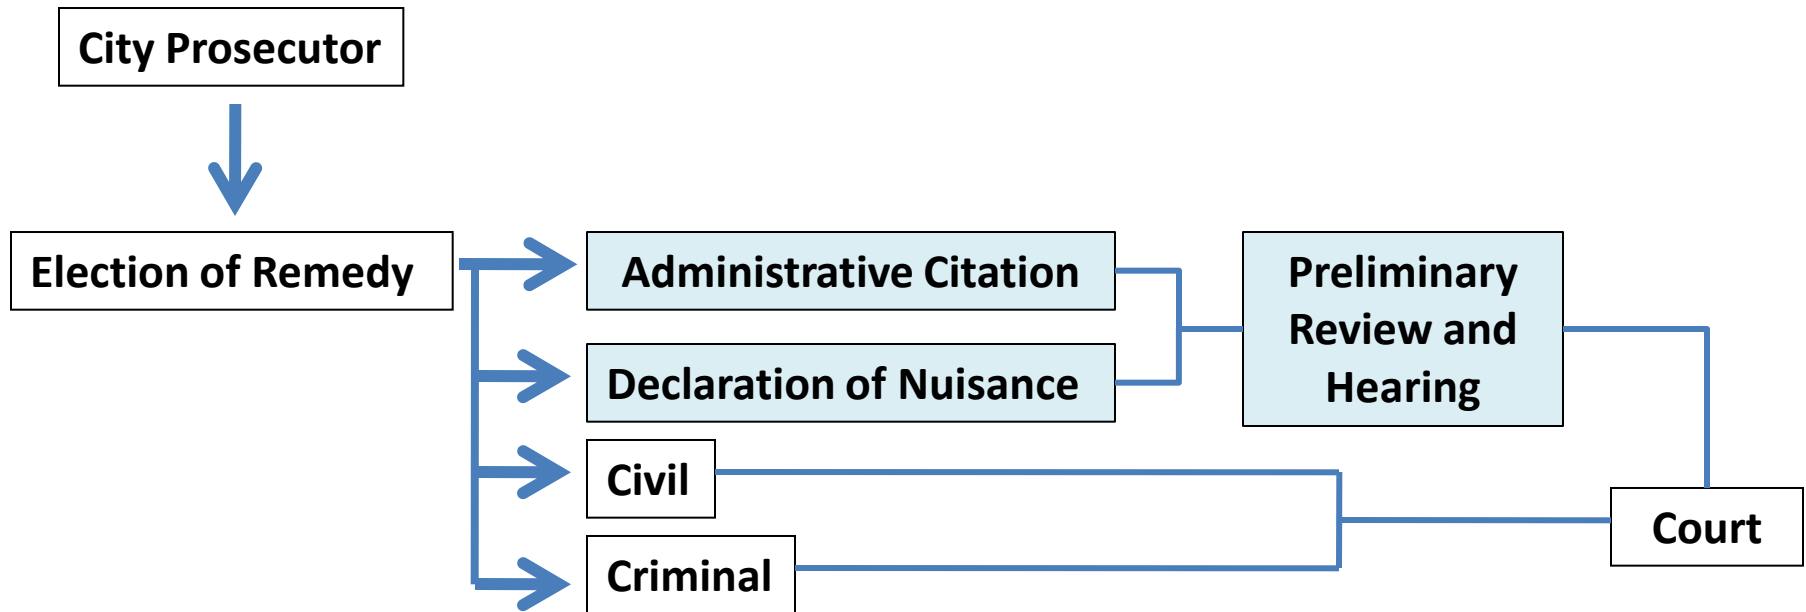 City Prosecutor
Election of Remedy
Administrative Citation
Declaration of Nuisance
Civil
Criminal
Preliminary
Review and
Hearing
Court